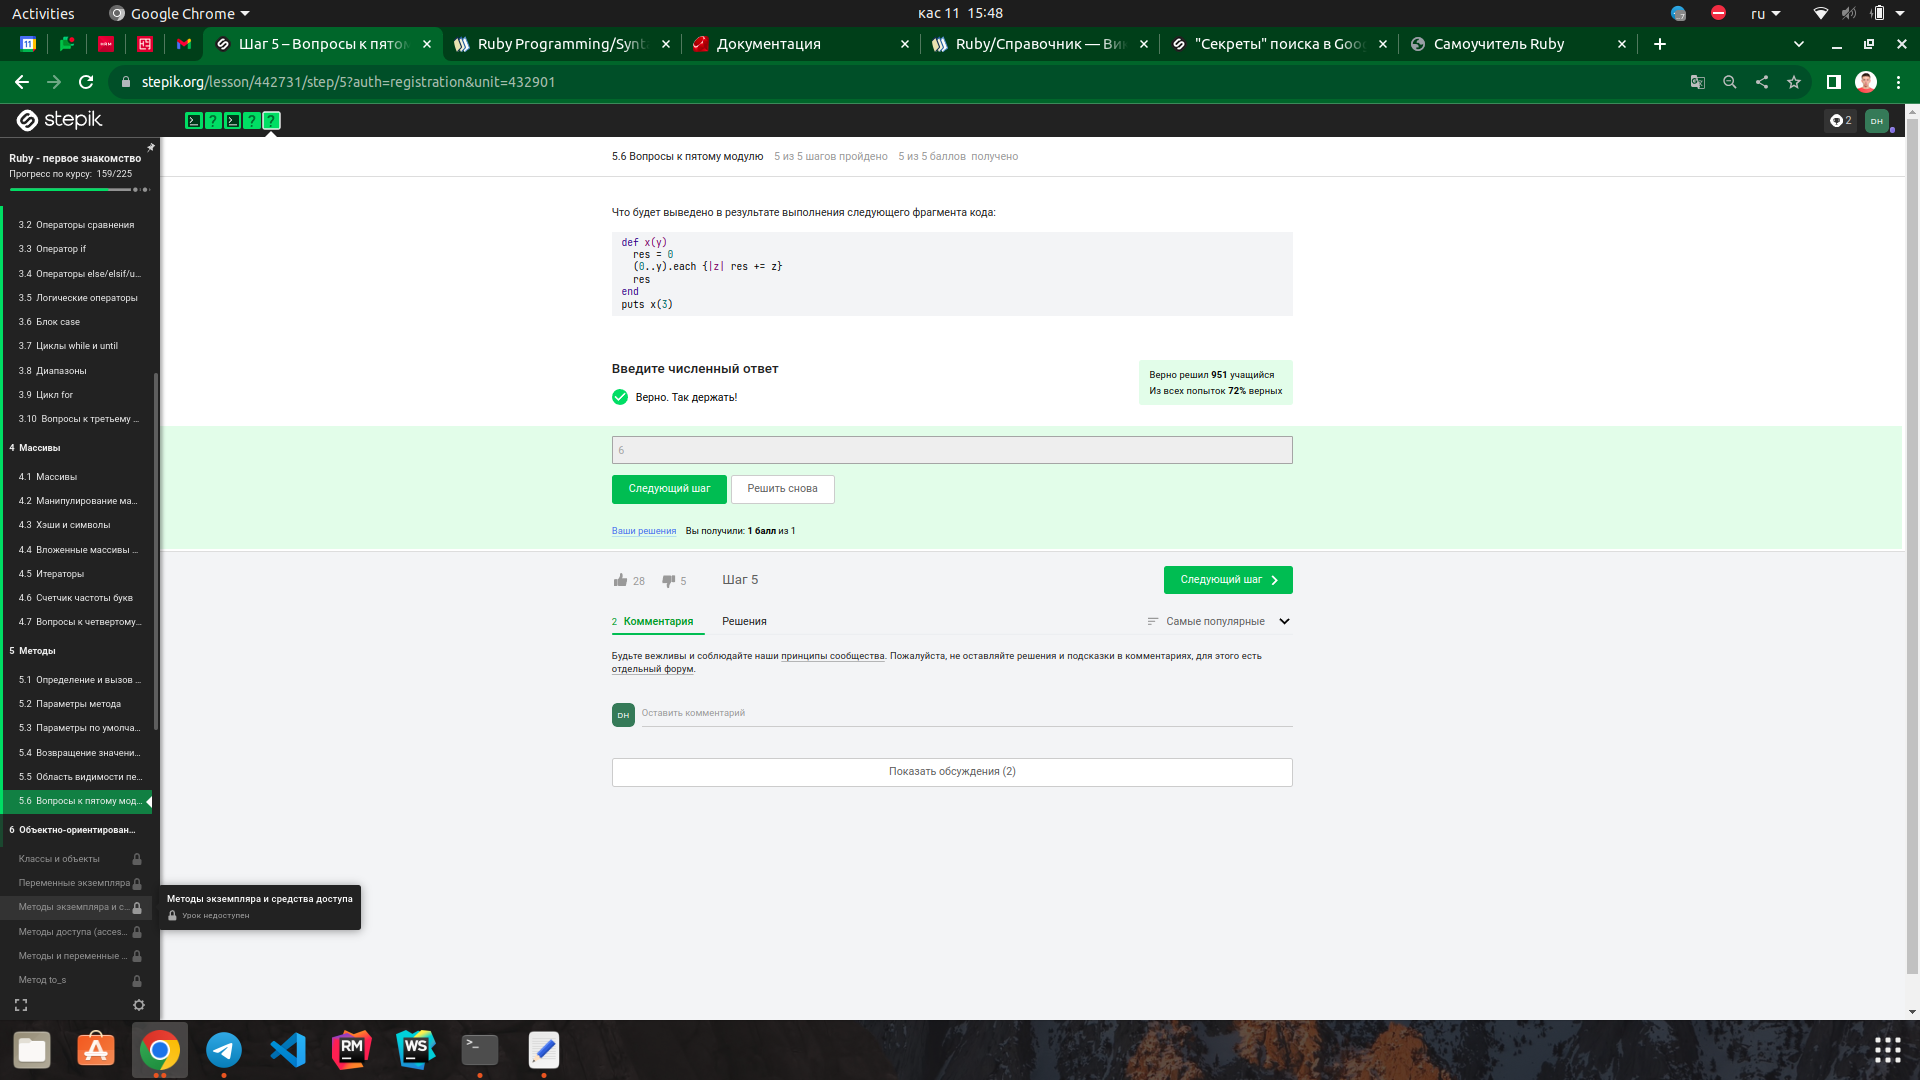 Activities
Google Chrome
кас 11 15:48
ru
Шаг 5 – Вопросы к пято
Ruby Programming/Synt
Документация
Ruby/Справочник — Ви
"Секреты" поиска в Goo
Самоучитель Ruby
stepik.org/lesson/442731/step/5?auth=registration&unit=432901
stepik
2
DH
Ruby - первое знакомство
Прогресс по курсу: 159/225
3.2 Операторы сравнения
3.3 Оператор if
3.4 Операторы else/elsif/u...
3.5 Логические операторы
3.6 Блок case
3.7 Циклы while и until
3.8 Диапазоны
3.9 Цикл for
3.10 Вопросы к третьему ...
4 Массивы
4.1 Массивы
4.2 Манипулирование ма...
4.3 Хэши и символы
4.4 Вложенные массивы ...
4.5 Итераторы
4.6 Счетчик частоты букв
4.7 Вопросы к четвертому...
5 Методы
5.1 Определение и вызов ...
5.2 Параметры метода
5.3 Параметры по умолча...
5.4 Возвращение значени...
5.5 Область видимости пе...
5.6 Вопросы к пятому мод...
6 Объектно-ориентирован...
Классы и объекты
Переменные экземпляра
Методы экземпляра и с...
Методы доступа (acces...
Методы и переменные ...
Метод to_s
Методы экземпляра и средства доступа
Урок недоступен
5.6 Вопросы к пятому модулю 5 из 5 шагов пройдено 5 из 5 баллов получено
Что будет выведено в результате выполнения следующего фрагмента кода:
def x(y)
res = 0
(0..y).each {|z| res += z}
res
end
puts x(3)
Введите численный ответ
Верно. Так держать!
Верно решил 951 учащийся
Из всех попыток 72% верных
6
Следующий шаг
Решить снова
Ваши решения Вы получили: 1 балл из 1
28
5
Шаг 5
Следующий шаг
2 Комментария
Решения
Самые популярные
Будьте вежливы и соблюдайте наши принципы сообщества. Пожалуйста, не оставляйте решения и подсказки в комментариях, для этого есть
отдельный форум.
DH
Оставить комментарий
Показать обсуждения (2)
RM
WS